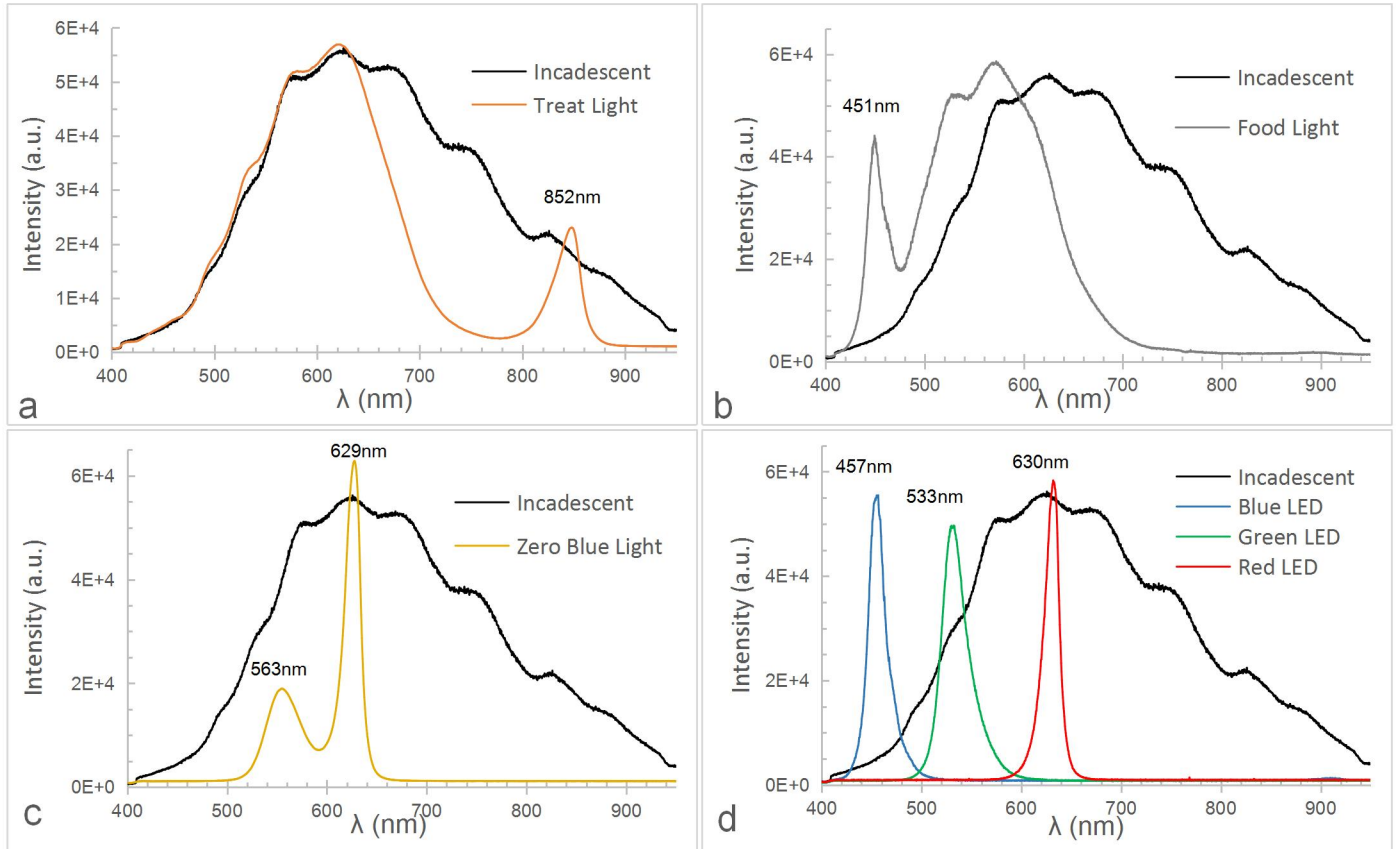 6E+4
5E+4
4E+4
3E+4
2E+4
1E+4
0E+0
Intensity (a.u.)
Incadescent
Treat Light
852nm
400 500 600 700 800 900
λ (nm)
a
6E+4
4E+4
2E+4
0E+0
Intensity (a.u.)
451nm
Incadescent
Food Light
400 500 600 700 800 900
λ (nm)
b
6E+4
4E+4
2E+4
0E+0
Intensity (a.u.)
629nm
563nm
Incadescent
Zero Blue Light
400 500 600 700 800 900
λ (nm)
c
6E+4
4E+4
2E+4
0E+0
Intensity (a.u.)
457nm
533nm
630nm
Incadescent
Blue LED
Green LED
Red LED
400 500 600 700 800 900
λ (nm)
d